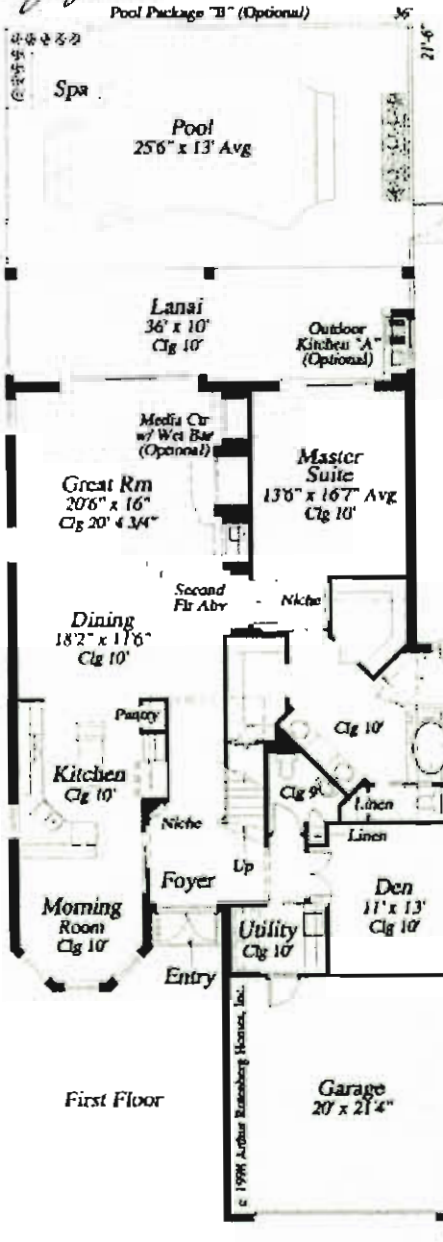 Pool Package "B" (Optional)
36'
21'-6"
Spa
Pool
25'6" x 13' Avg
Lanai
36' x 10'
Clg 10'
Outdoor
Kitchen "A"
(Optional)
Media Ctr
w/ Wet Bar
(Optional)
Great Rm
20'6" x 16"
Clg 20' 4 3/4"
Master
Suite
13'6" x 16'7" Avg
Clg 10'
Second
Flr Abv
Niche
Dining
18'2" x 11'6"
Clg 10'
Pantry
Clg 10'
Kitchen
Clg 10'
Clg 9'
Linen
Niche
Linen
Foyer
Up
Den
11' x 13'
Clg 10'
Morning
Room
Clg 10'
Utility
Clg 10'
Entry
First Floor
c 1998 Arthur Rutenberg Homes, Inc.
Garage
20' x 21'4"